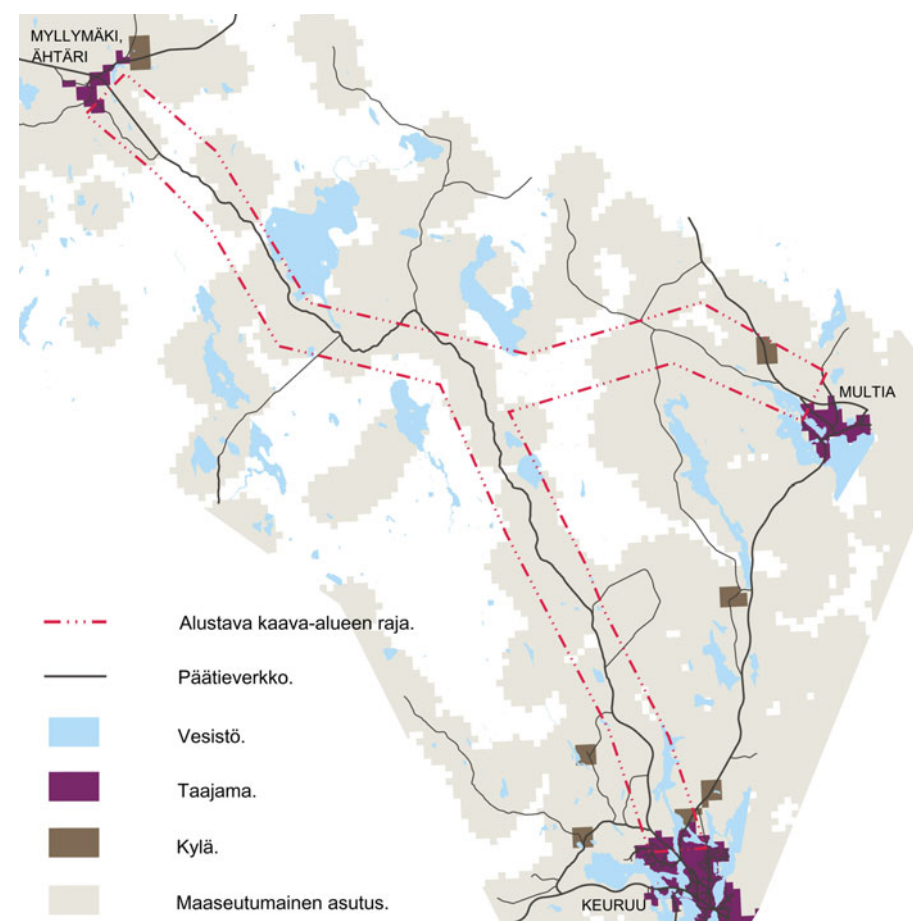 MYLLYMÄKI,
ÄHTÄRI
MULTIA
Alustava kaava-alueen raja.
Päätieverkko.
Vesistö.
Taajama.
Kylä.
Maaseutumainen asutus.
KEURUU